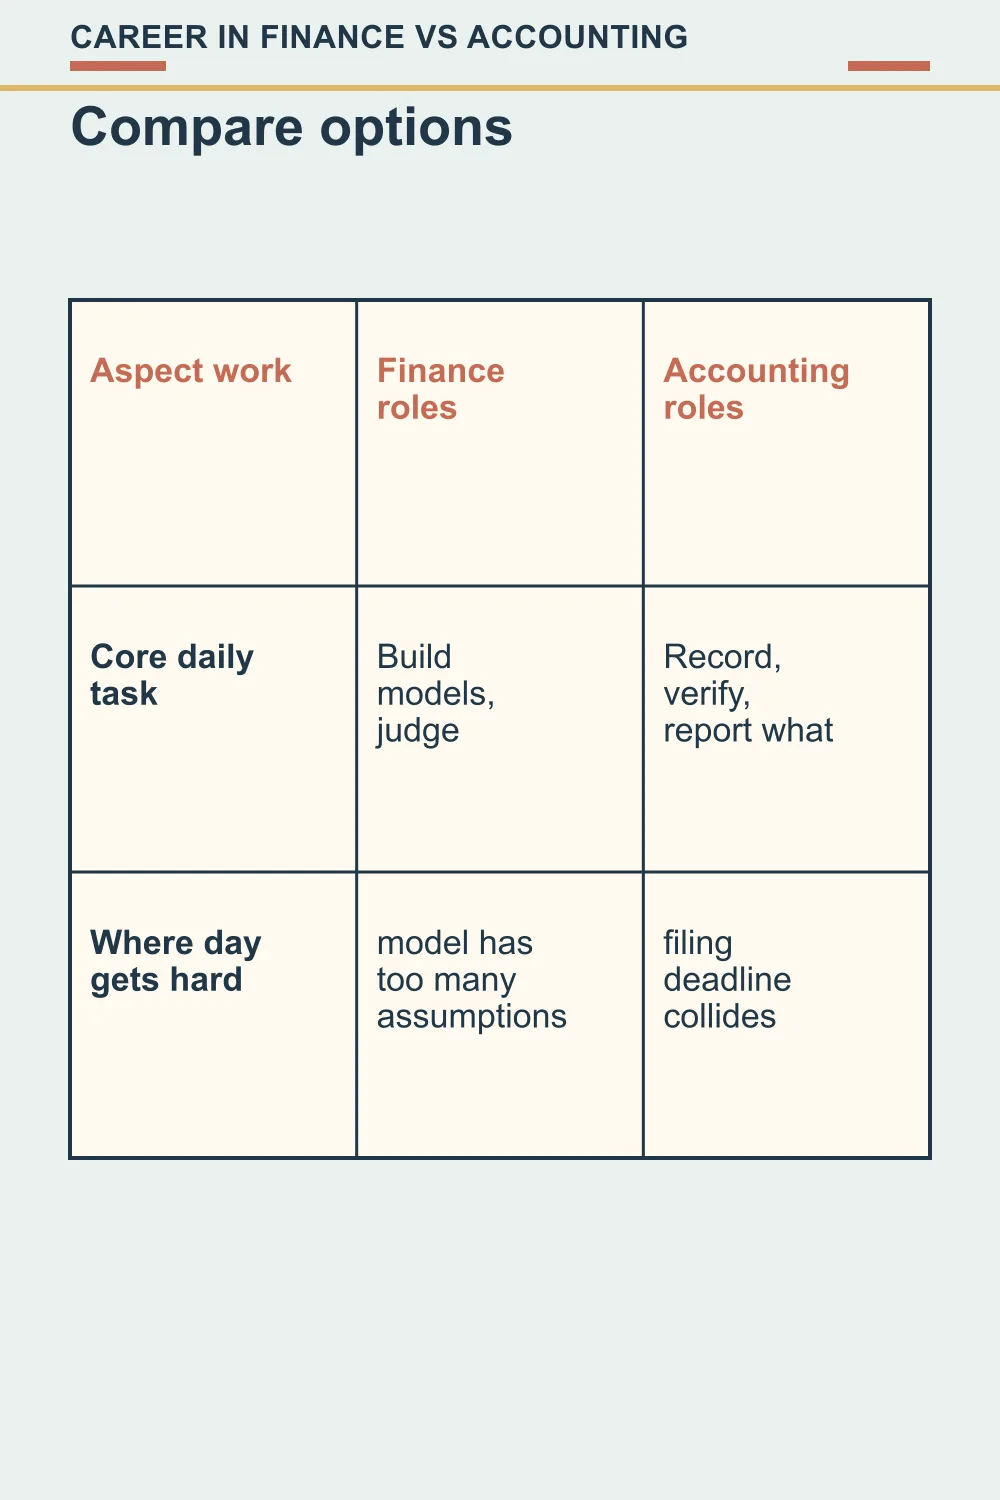 CAREER IN FINANCE VS ACCOUNTING
Compare options
Aspect work
Finance
roles
Accounting
roles
Core daily
task
Build
models,
judge
Record,
verify,
report what
Where day
gets hard
model has
too many
assumptions
filing
deadline
collides